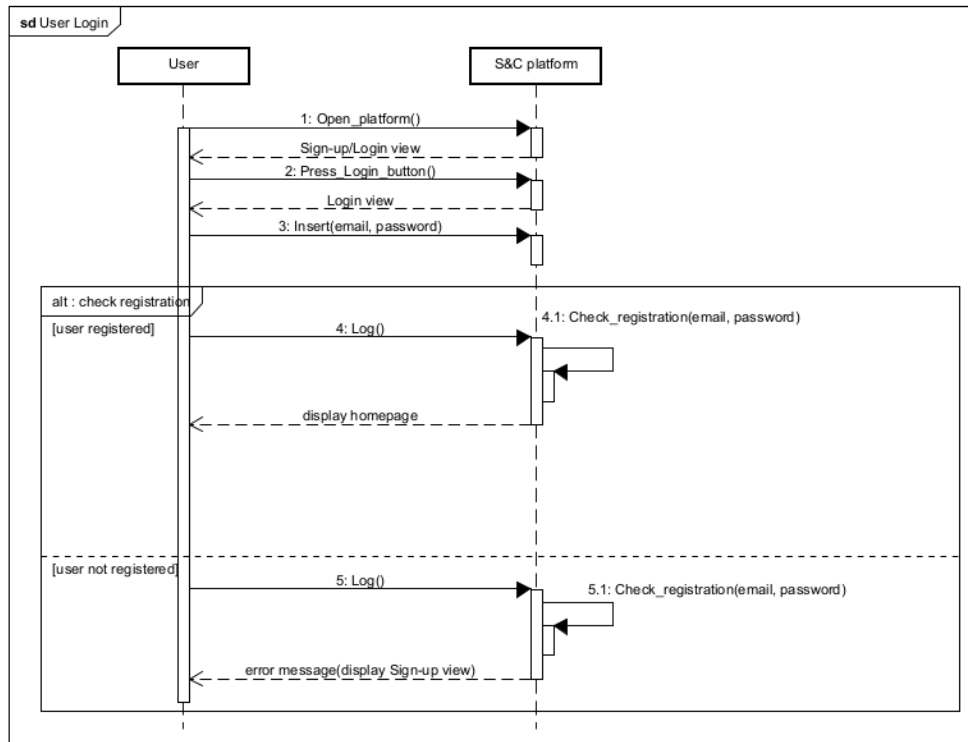 sd User Login
User
S&C platform
1: Open_platform()
Sign-up/Login view
2: Press_Login_button()
Login view
3: Insert(email, password)
alt : check registration
[user registered]
4: Log()
4.1: Check_registration(email, password)
display homepage
[user not registered]
5: Log()
5.1: Check_registration(email, password)
error message(display Sign-up view)